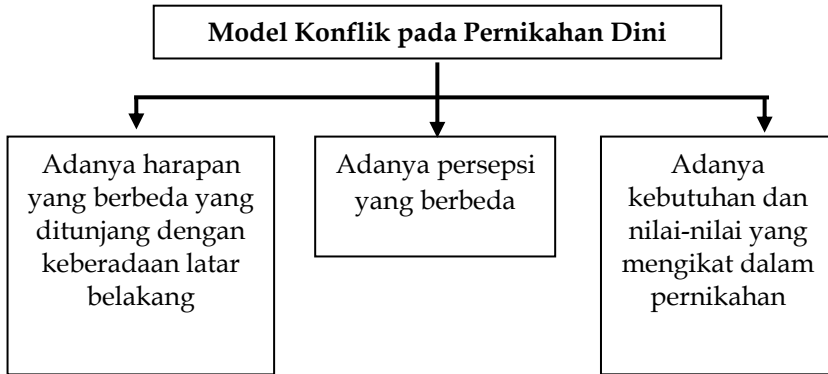 Model Konflik pada Pernikahan Dini
Adanya harapan
yang berbeda yang
ditunjang dengan
keberadaan latar
belakang
Adanya persepsi
yang berbeda
Adanya
kebutuhan dan
nilai-nilai yang
mengikat dalam
pernikahan